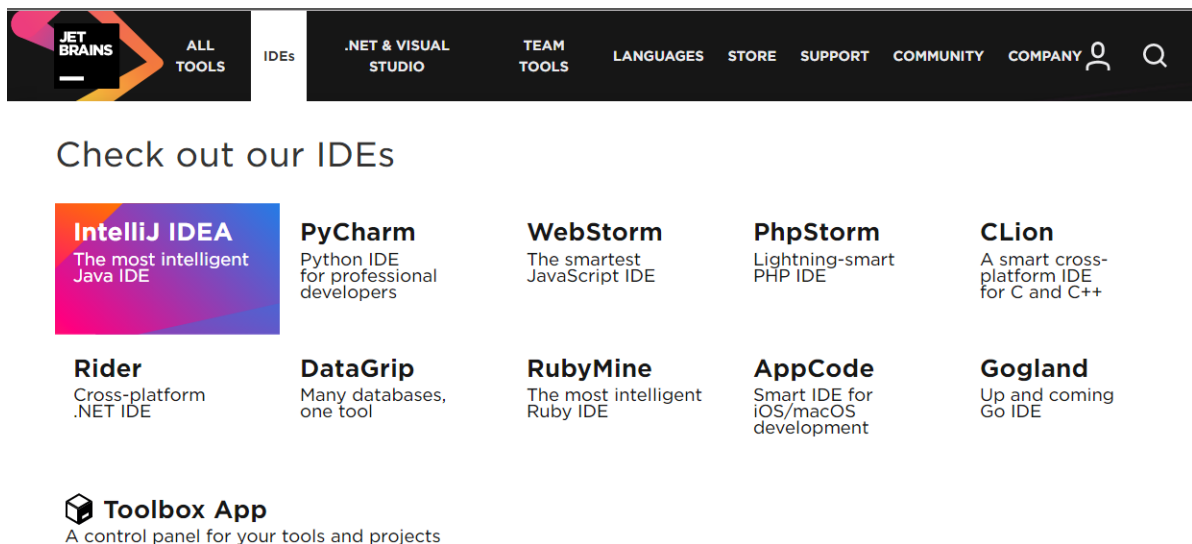 JET
BRAINS
ALL
TOOLS
IDEs
.NET & VISUAL
STUDIO
TEAM
TOOLS
LANGUAGES
STORE
SUPPORT
COMMUNITY
COMPANY
Check out our IDEs
IntelliJ IDEA
The most intelligent
Java IDE
PyCharm
Python IDE
for professional
developers
WebStorm
The smartest
JavaScript IDE
PhpStorm
Lightning-smart
PHP IDE
CLion
A smart cross-
platform IDE
for C and C++
Rider
Cross-platform
.NET IDE
DataGrip
Many databases,
one tool
RubyMine
The most intelligent
Ruby IDE
AppCode
Smart IDE for
iOS/macOS
development
Gogland
Up and coming
Go IDE
Toolbox App
A control panel for your tools and projects